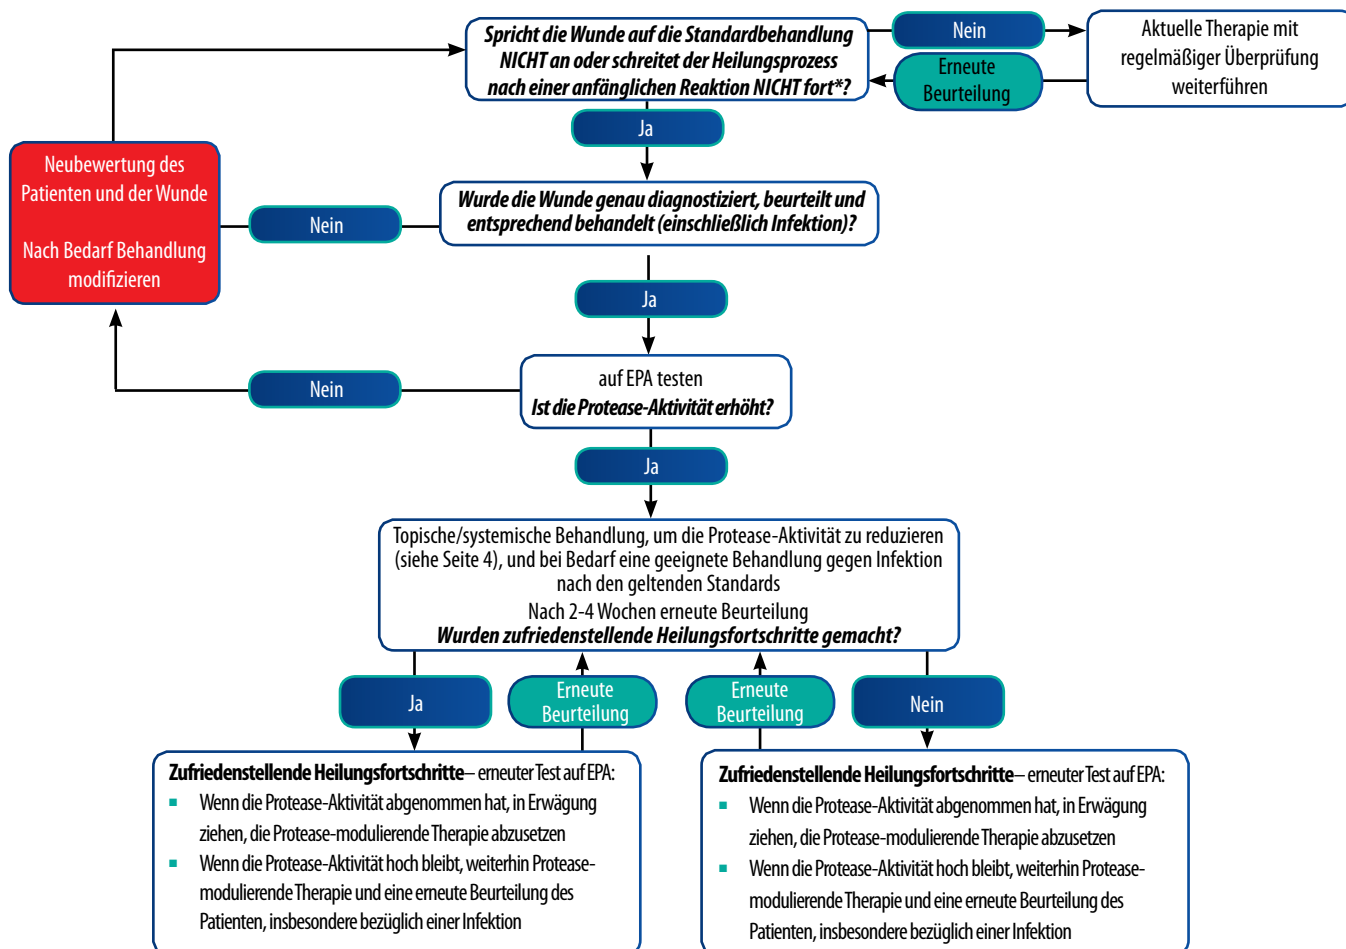 Spricht die Wunde auf die Standardbehandlung
NICHT an oder schreitet der Heilungsprozess
nach einer anfänglichen Reaktion NICHT fort*?
Nein
Erneute
Beurteilung
Aktuelle Therapie mit
regelmäßiger Überprüfung
weiterführen
Ja
Neubewertung des
Patienten und der Wunde
Nach Bedarf Behandlung
modifizieren
Nein
Wurde die Wunde genau diagnostiziert, beurteilt und
entsprechend behandelt (einschließlich Infektion)?
Ja
Nein
auf EPA testen
Ist die Protease-Aktivität erhöht?
Ja
Topische/systemische Behandlung, um die Protease-Aktivität zu reduzieren
(siehe Seite 4), und bei Bedarf eine geeignete Behandlung gegen Infektion
nach den geltenden Standards
Nach 2-4 Wochen erneute Beurteilung
Wurden zufriedenstellende Heilungsfortschritte gemacht?
Ja
Erneute
Beurteilung
Erneute
Beurteilung
Nein
Zufriedenstellende Heilungsfortschritte– erneuter Test auf EPA:
▪ Wenn die Protease-Aktivität abgenommen hat, in Erwägung
ziehen, die Protease-modulierende Therapie abzusetzen
▪ Wenn die Protease-Aktivität hoch bleibt, weiterhin Protease-
modulierende Therapie und eine erneute Beurteilung des
Patienten, insbesondere bezüglich einer Infektion
Zufriedenstellende Heilungsfortschritte– erneuter Test auf EPA:
▪ Wenn die Protease-Aktivität abgenommen hat, in Erwägung
ziehen, die Protease-modulierende Therapie abzusetzen
▪ Wenn die Protease-Aktivität hoch bleibt, weiterhin Protease-
modulierende Therapie und eine erneute Beurteilung des
Patienten, insbesondere bezüglich einer Infektion